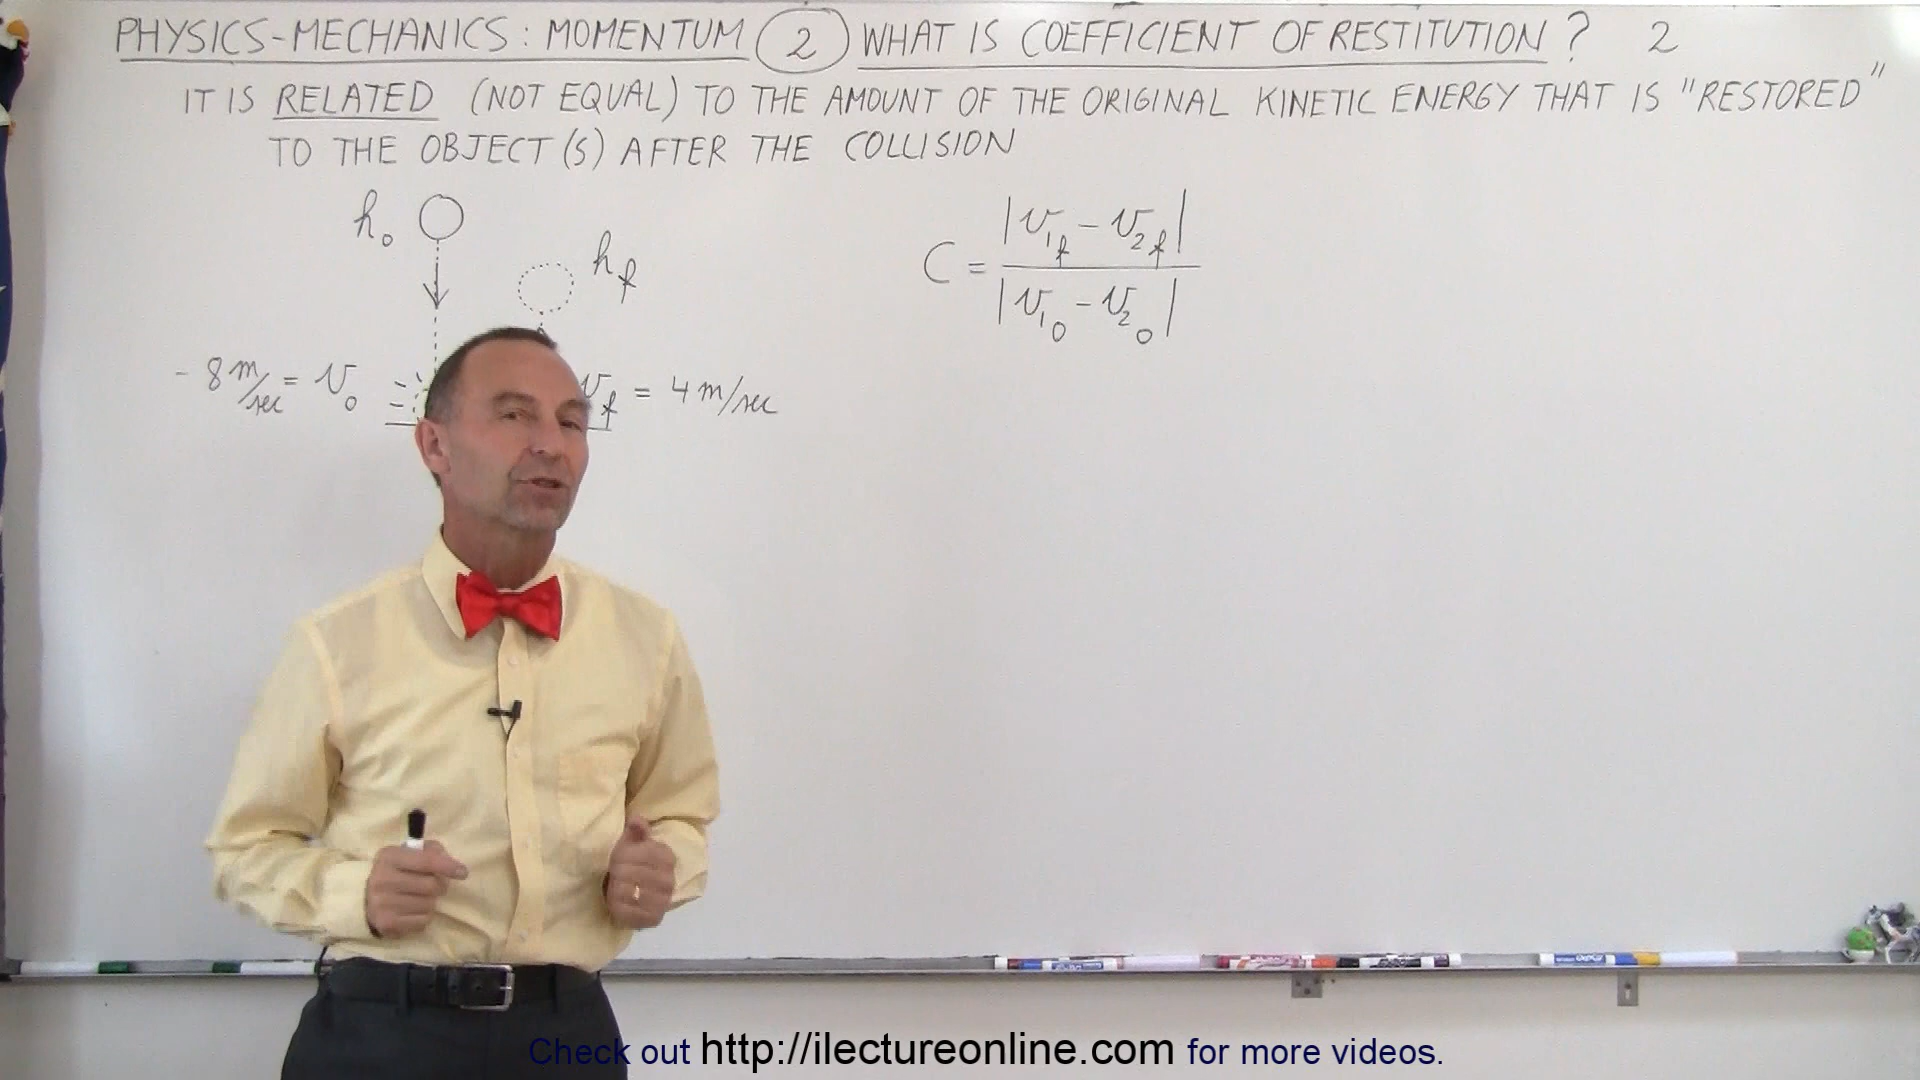 PHYSICS-MECHANICS: MOMENTUM 2 WHAT IS COEFFICIENT OF RESTITUTION? 2
IT IS RELATED (NOT EQUAL) TO THE AMOUNT OF THE ORIGINAL KINETIC ENERGY THAT IS "RESTORED"
TO THE OBJECT(S) AFTER THE COLLISION
h₀
h_f
C = |v₁f - v₂f| / |v₁₀ - v₂₀|
- 8 m/sec = v₀
v_f = 4 m/sec
Check out http://ilectureonline.com for more videos.